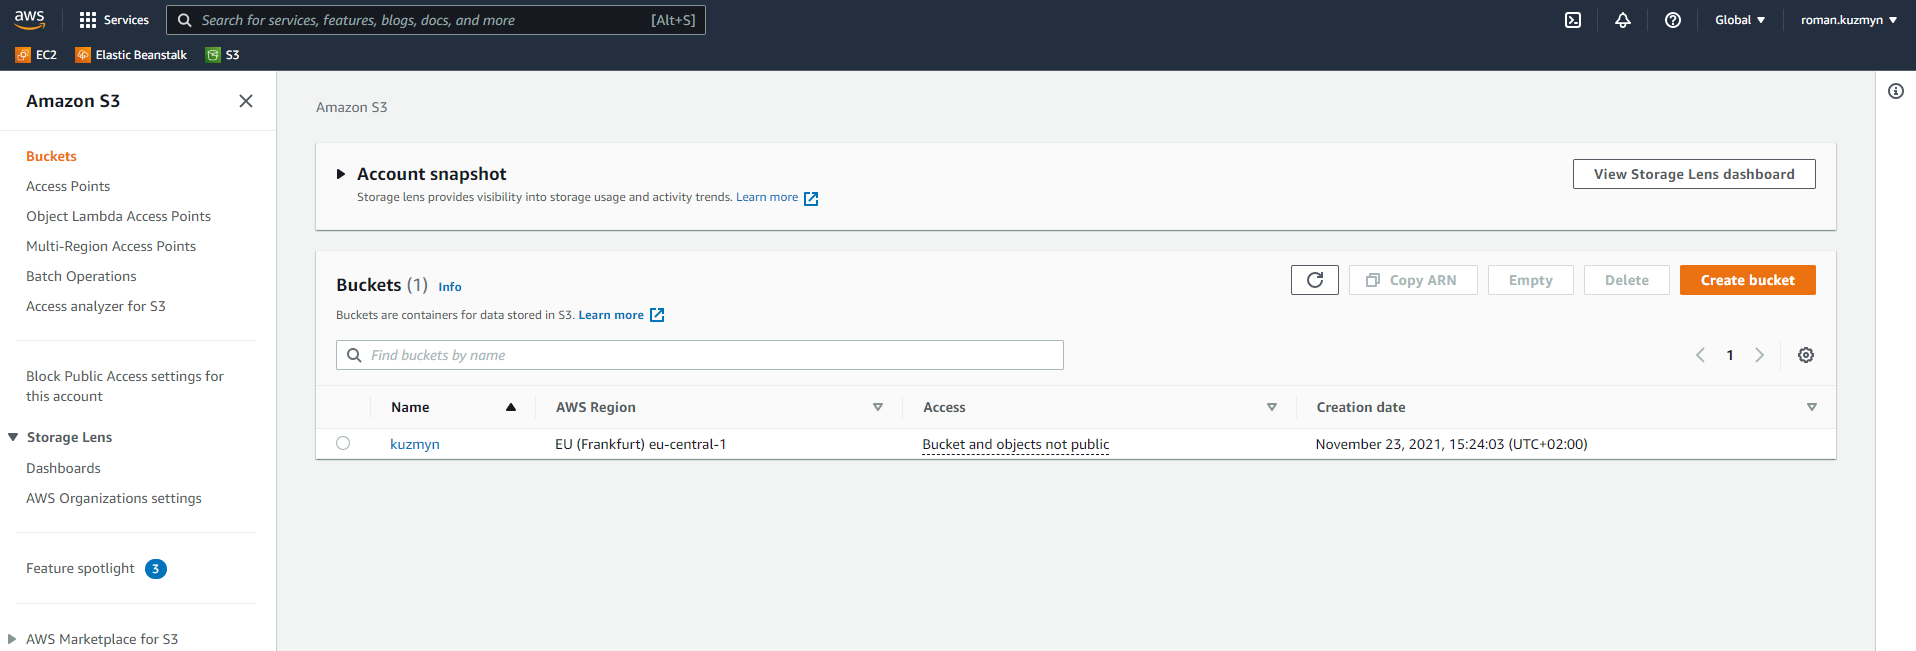 aws
Services
Search for services, features, blogs, docs, and more [Alt+S]
Global
roman.kuzmyn
EC2
Elastic Beanstalk
S3
Amazon S3
Buckets
Access Points
Object Lambda Access Points
Multi-Region Access Points
Batch Operations
Access analyzer for S3
Block Public Access settings for
this account
Storage Lens
Dashboards
AWS Organizations settings
Feature spotlight 3
AWS Marketplace for S3
Amazon S3
Account snapshot
Storage lens provides visibility into storage usage and activity trends. Learn more
View Storage Lens dashboard
Buckets (1) Info
Buckets are containers for data stored in S3. Learn more
Copy ARN
Empty
Delete
Create bucket
Find buckets by name
1
Name AWS Region Access Creation date
kuzmyn EU (Frankfurt) eu-central-1 Bucket and objects not public November 23, 2021, 15:24:03 (UTC+02:00)